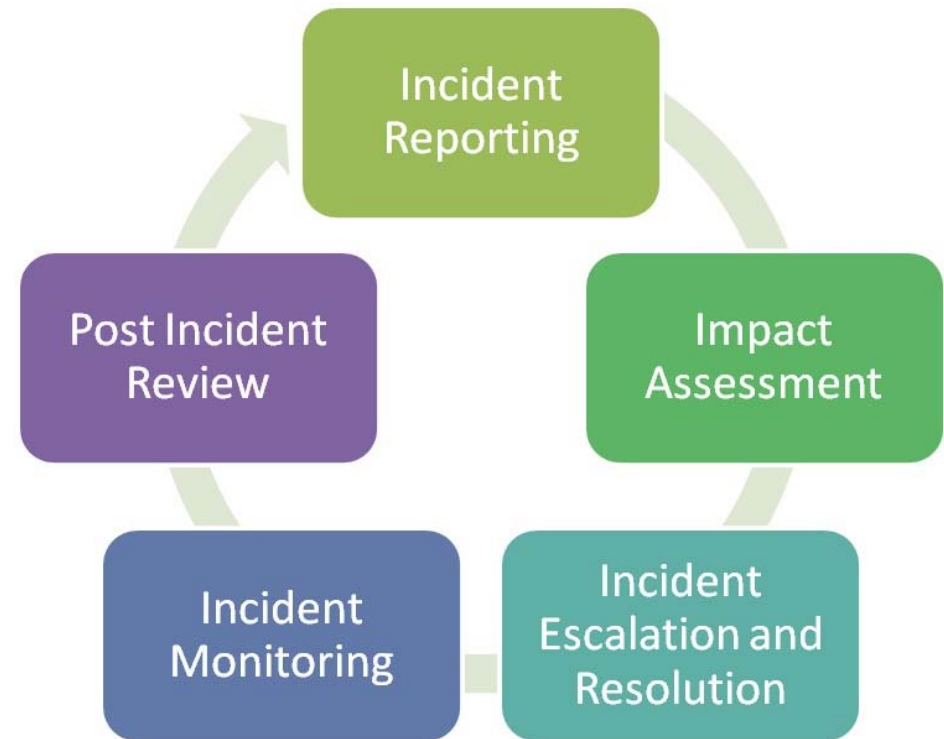 Incident
Reporting
Impact
Assessment
Incident
Escalation and
Resolution
Incident
Monitoring
Post Incident
Review